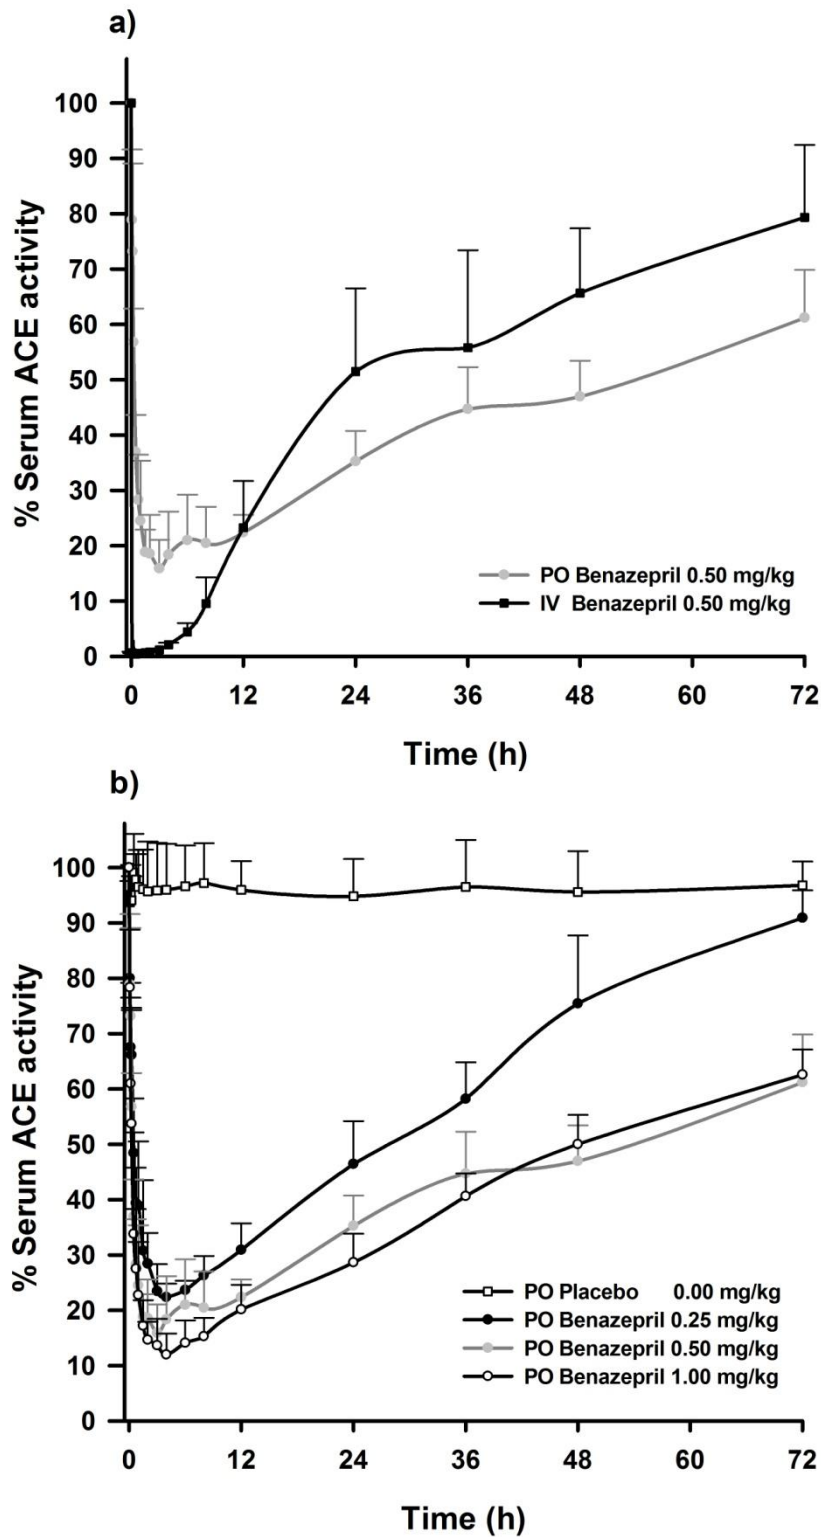 a)
100
90
80
70
60
50
40
30
20
10
0
% Serum ACE activity
PO Benazepril 0.50 mg/kg
IV Benazepril 0.50 mg/kg
0 12 24 36 48 60 72
Time (h)
b)
100
90
80
70
60
50
40
30
20
10
0
% Serum ACE activity
PO Placebo 0.00 mg/kg
PO Benazepril 0.25 mg/kg
PO Benazepril 0.50 mg/kg
PO Benazepril 1.00 mg/kg
0 12 24 36 48 60 72
Time (h)